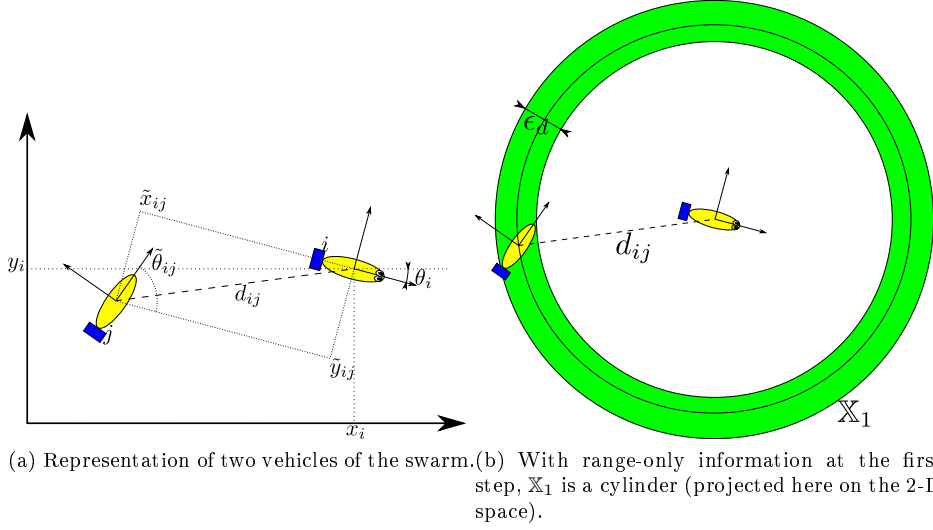 x̃ij
i
θ̃ij
yi
θi
dij
j
ỹij
xi
(a) Representation of two vehicles of the swarm.
ϵd
dij
𝕏1
(b) With range-only information at the firs
step, 𝕏1 is a cylinder (projected here on the 2-I
space).